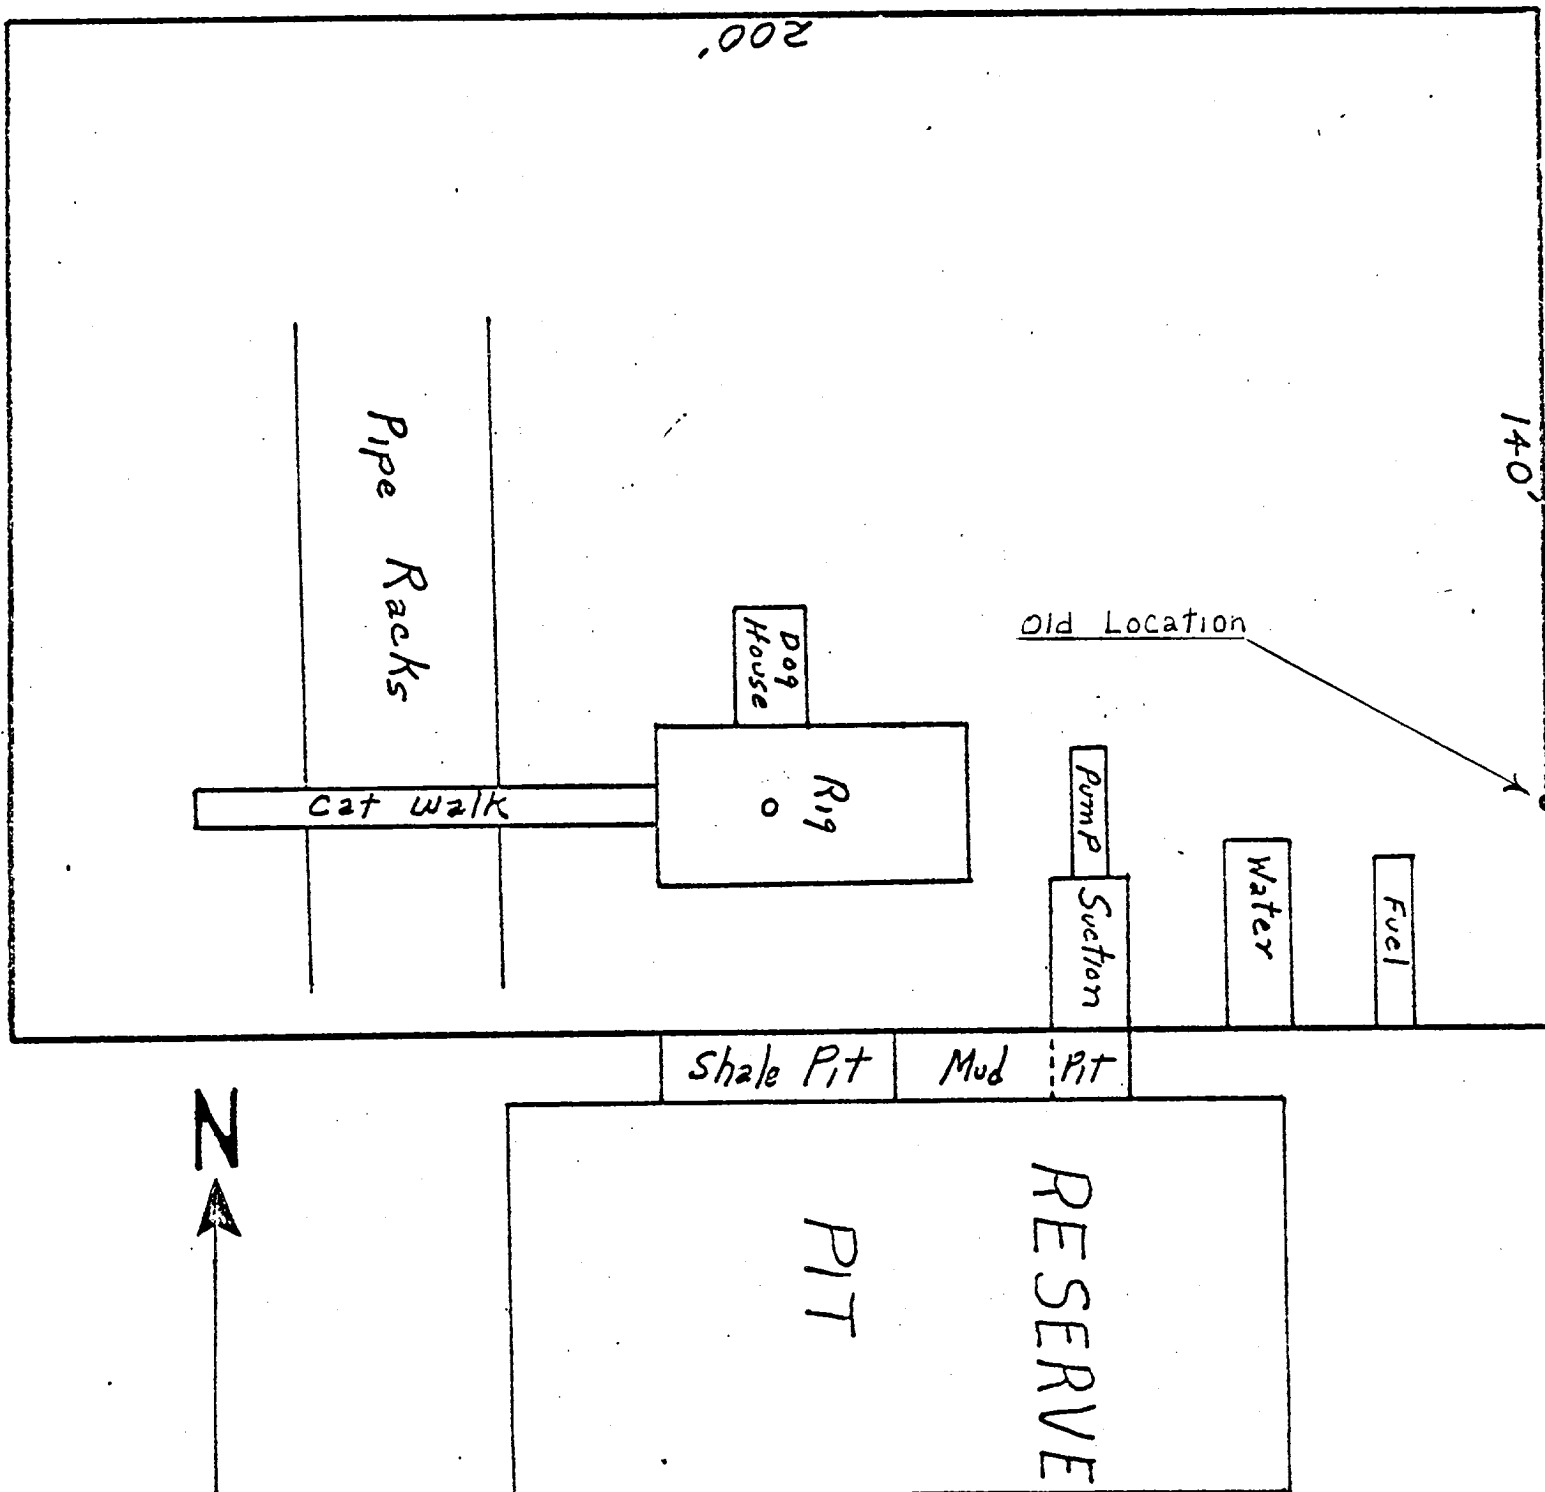 200'
140'
Pipe Racks
Old Location
Dog
House
Rig
Cat walk
Pump
Suction
Water
Fuel
Shale Pit
Mud Pit
N
RESERVE
PIT